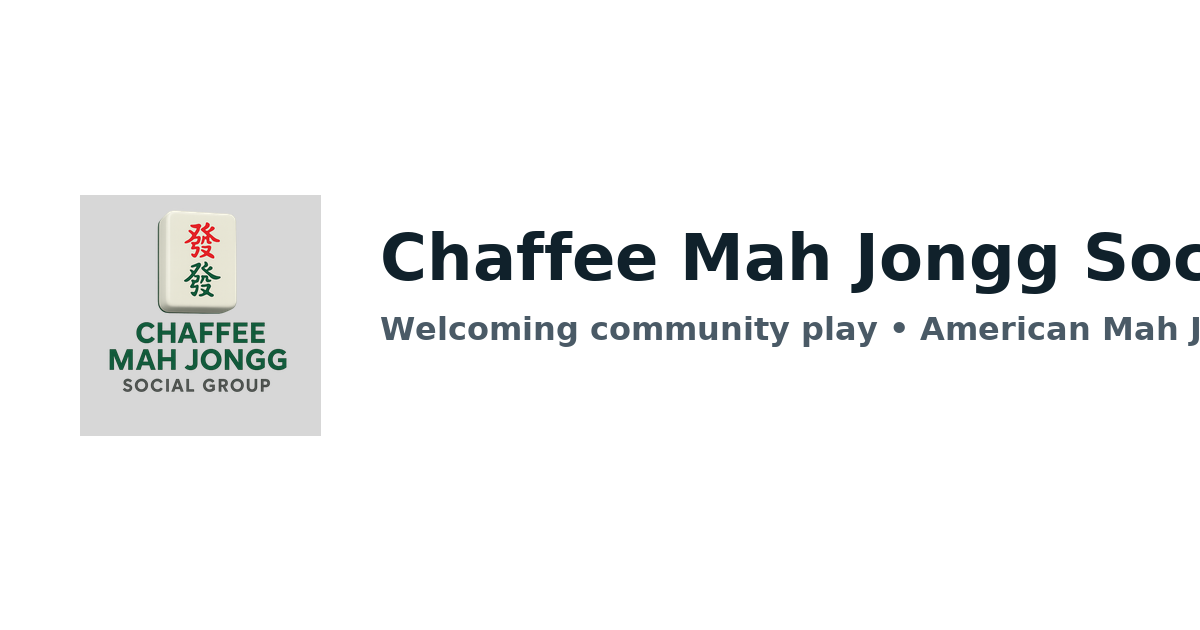 發
發
CHAFFEE
MAH JONGG
SOCIAL GROUP
Chaffee Mah Jongg Soc
Welcoming community play • American Mah J